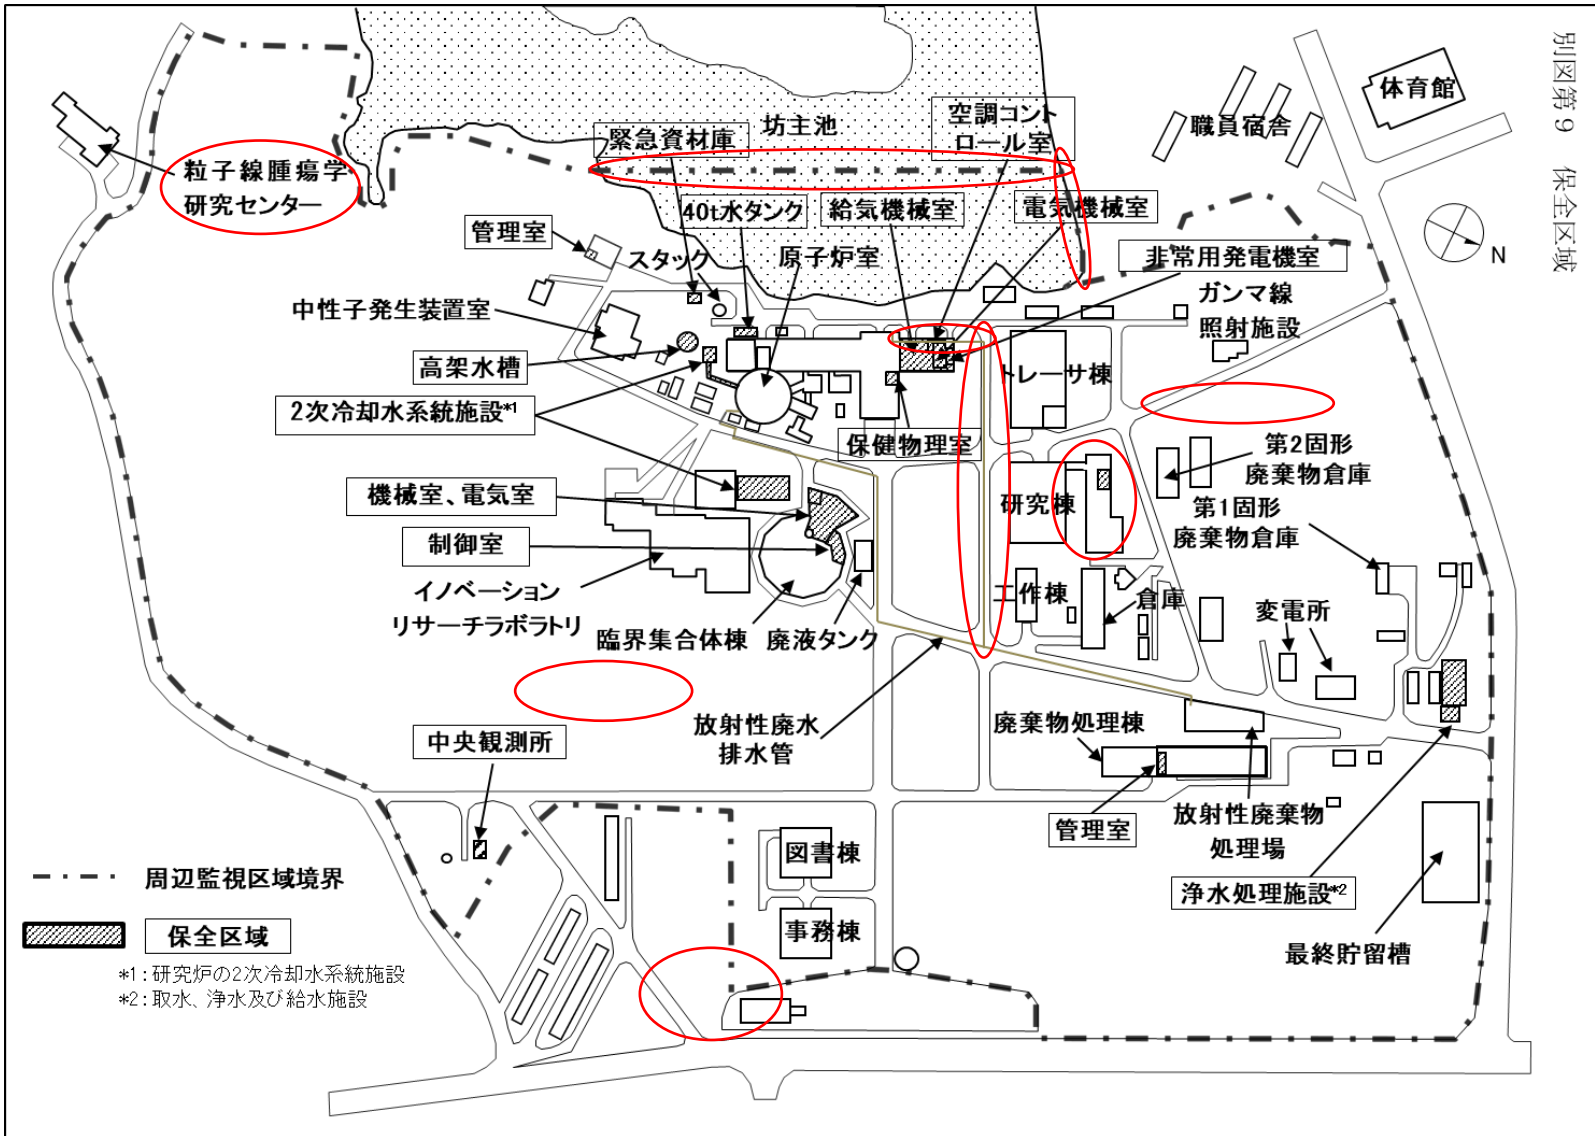 別図第9　保全区域
体育館
職員宿舎
坊主池
空調コント
ロール室
緊急資材庫
粒子線腫瘍学
研究センター
40t水タンク
給気機械室
電気機械室
管理室
スタック
原子炉室
非常用発電機室
N
中性子発生装置室
ガンマ線
照射施設
高架水槽
トレーサ棟
2次冷却水系統施設*1
保健物理室
第2固形
廃棄物倉庫
機械室、電気室
研究棟
第1固形
廃棄物倉庫
制御室
イノベーション
リサーチラボラトリ
工作棟
倉庫
変電所
臨界集合体棟
廃液タンク
放射性廃水
排水管
廃棄物処理棟
中央観測所
管理室
放射性廃棄物
処理場
図書棟
周辺監視区域境界
浄水処理施設*2
保全区域
事務棟
最終貯留槽
*1：研究炉の2次冷却水系統施設
*2：取水、浄水及び給水施設